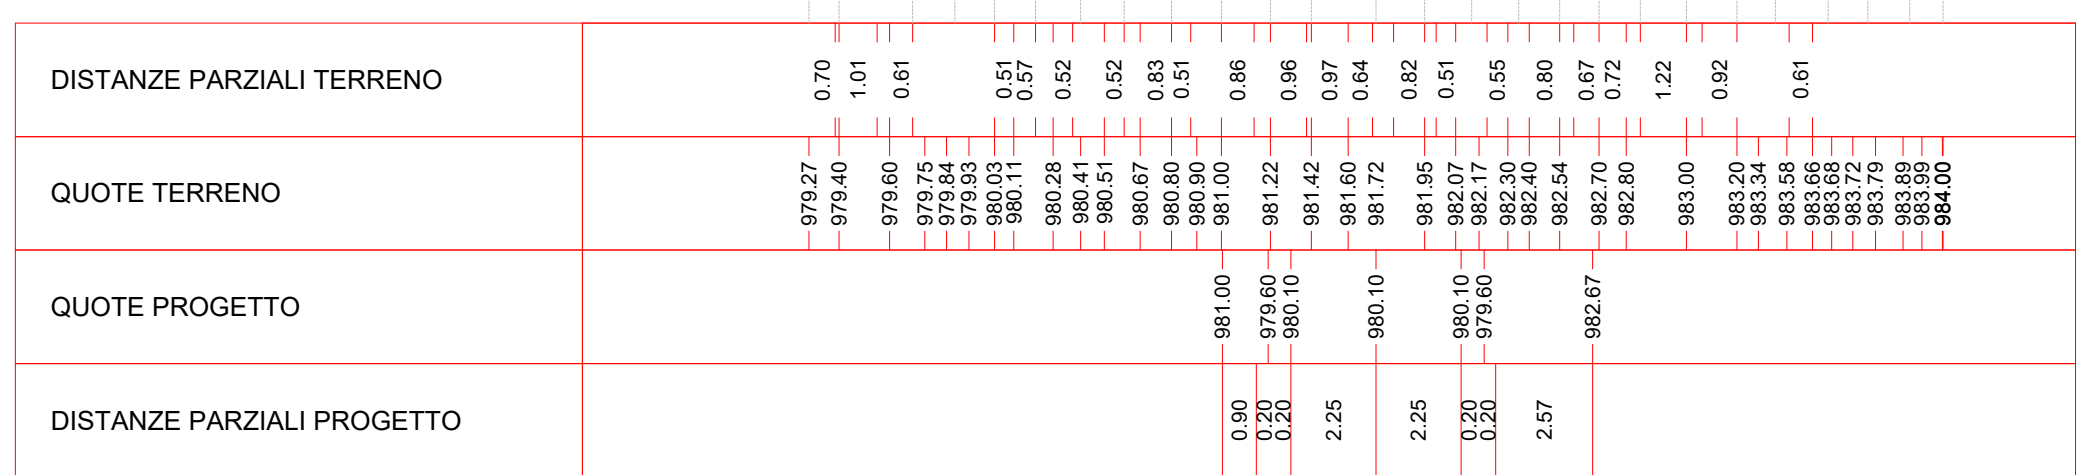 DISTANZE PARZIALI TERRENO 0.70 1.01 0.61 0.51 0.57 0.52 0.52 0.83 0.51 0.86 0.96 0.97 0.64 0.82 0.51 0.55 0.80 0.67 0.72 1.22 0.92 0.61
QUOTE TERRENO 979.27 979.40 979.60 979.75 979.84 979.93 980.03 980.11 980.28 980.41 980.51 980.67 980.80 980.90 981.00 981.22 981.42 981.60 981.72 981.95 982.07 982.17 982.30 982.40 982.54 982.70 982.80 983.00 983.20 983.34 983.58 983.66 983.68 983.72 983.79 983.89 983.99 984.00
QUOTE PROGETTO 981.00 979.60 980.10 980.10 980.10 979.60 982.67
DISTANZE PARZIALI PROGETTO 0.90 0.20 0.20 2.25 2.25 0.20 0.20 2.57